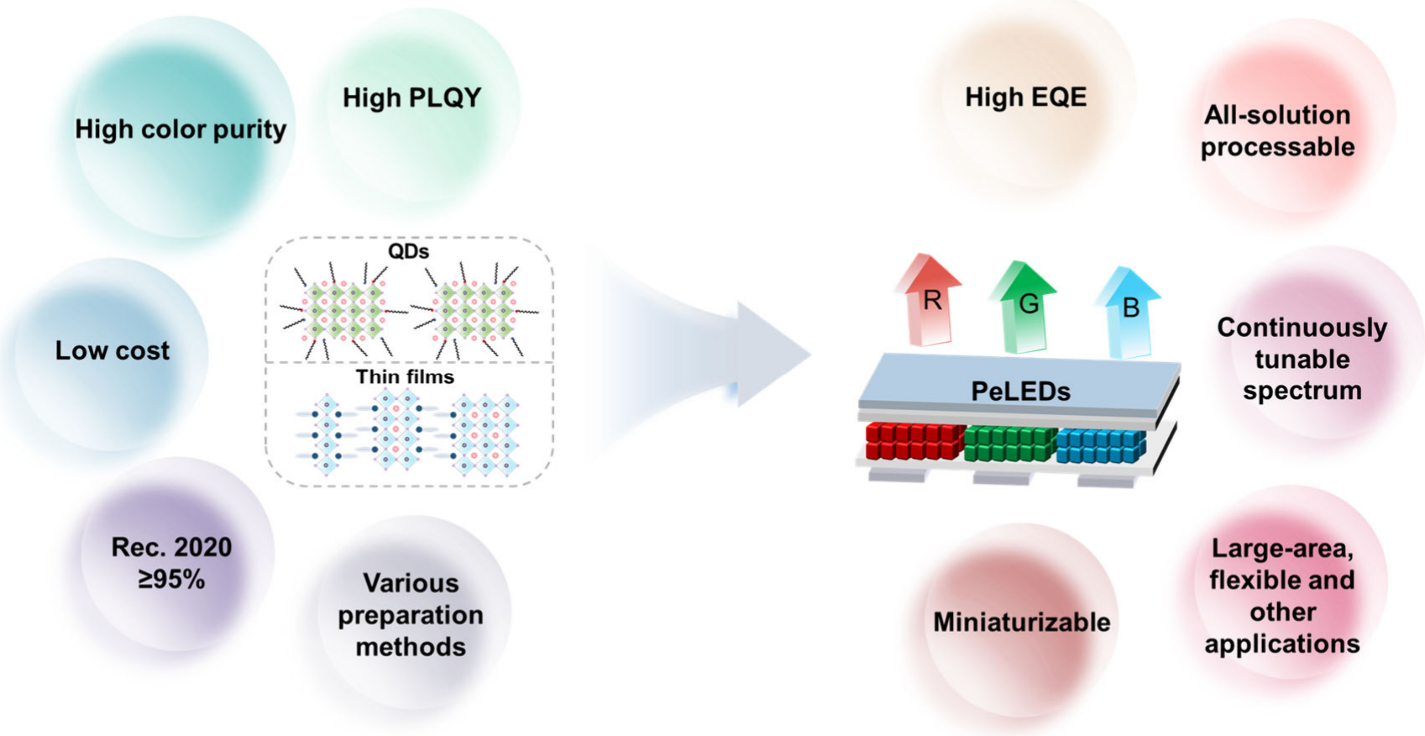 High color purity
High PLQY
QDs
Thin films
Low cost
Rec. 2020
≥95%
Various
preparation
methods
High EQE
All-solution
processable
R
G
B
PeLEDs
Continuously
tunable
spectrum
Miniaturizable
Large-area,
flexible and
other
applications